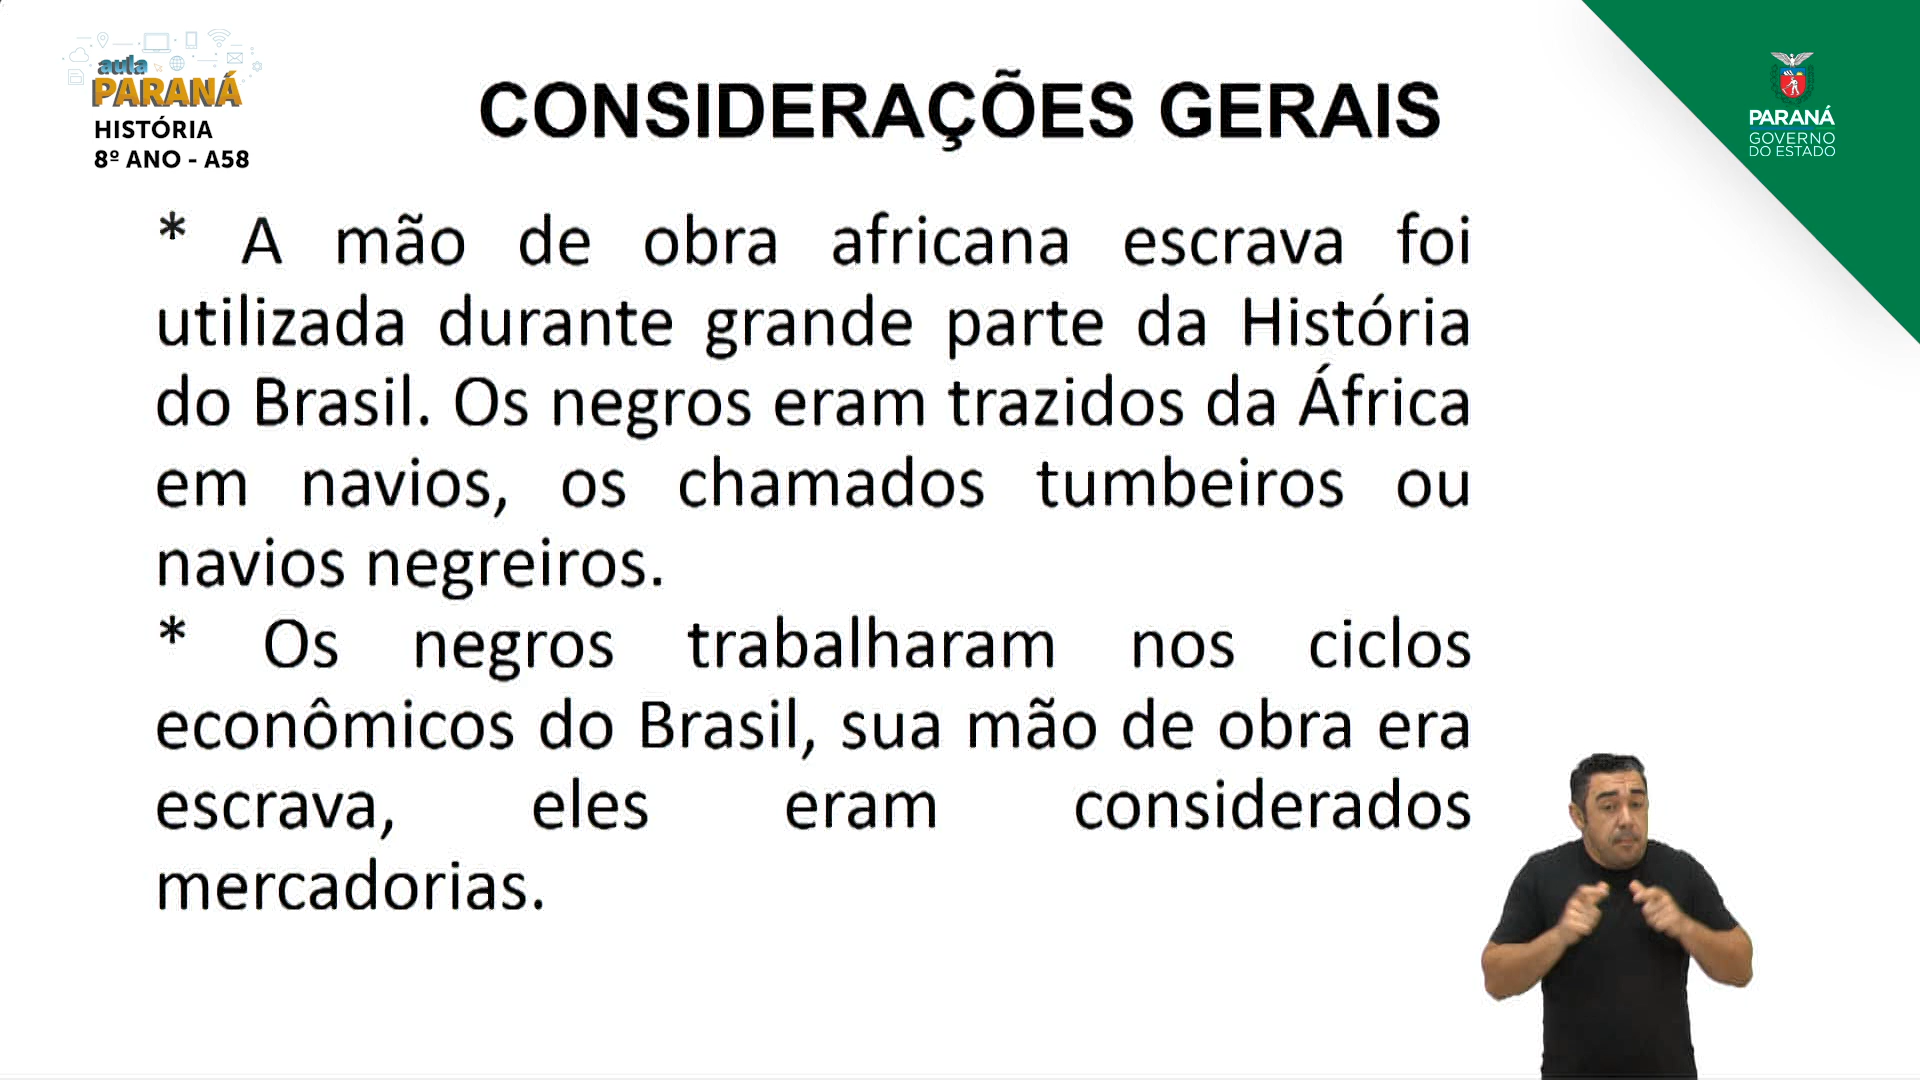 aula
PARANÁ
HISTÓRIA
8º ANO - A58
CONSIDERAÇÕES GERAIS
PARANÁ
GOVERNO
DO ESTADO
* A mão de obra africana escrava foi
utilizada durante grande parte da História
do Brasil. Os negros eram trazidos da África
em navios, os chamados tumbeiros ou
navios negreiros.
* Os negros trabalharam nos ciclos
econômicos do Brasil, sua mão de obra era
escrava, eles eram considerados
mercadorias.